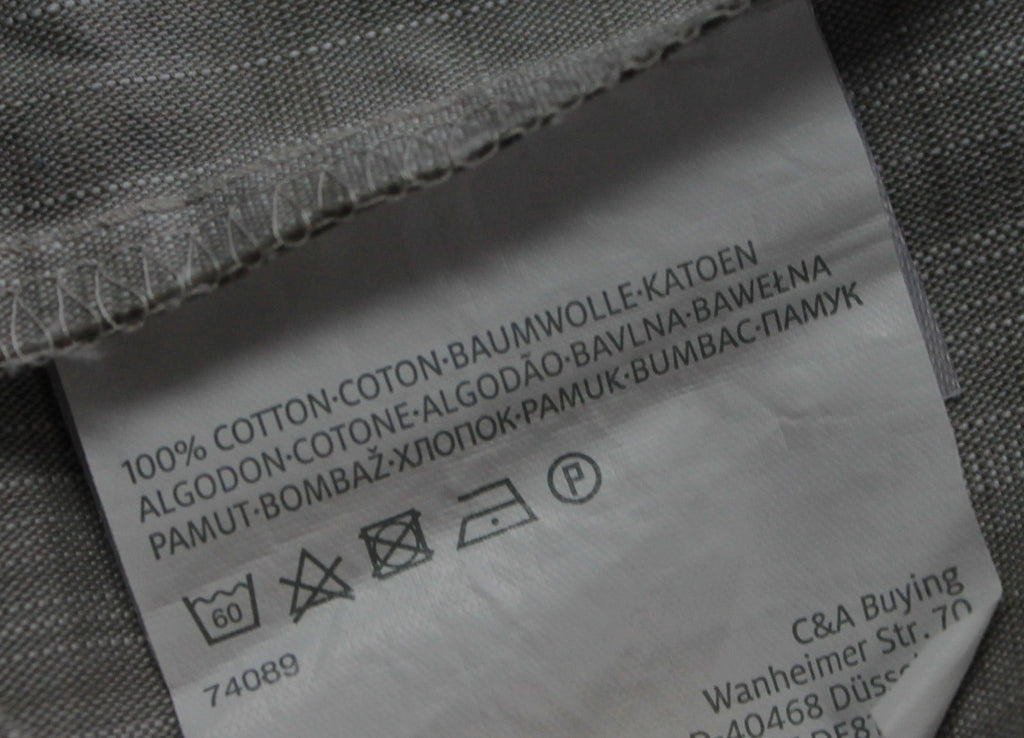 100% COTTON·COTON·BAUMWOLLE·KATOEN
ALGODON·COTONE·ALGODÃO·BAVLNA·BAWEŁNA
PAMUT·BOMBAŽ·ХЛОПОК·PAMUK·BUMBAC·ПАМУК
60
P
74089
C&A Buying
Wanheimer Str. 70
D-40468